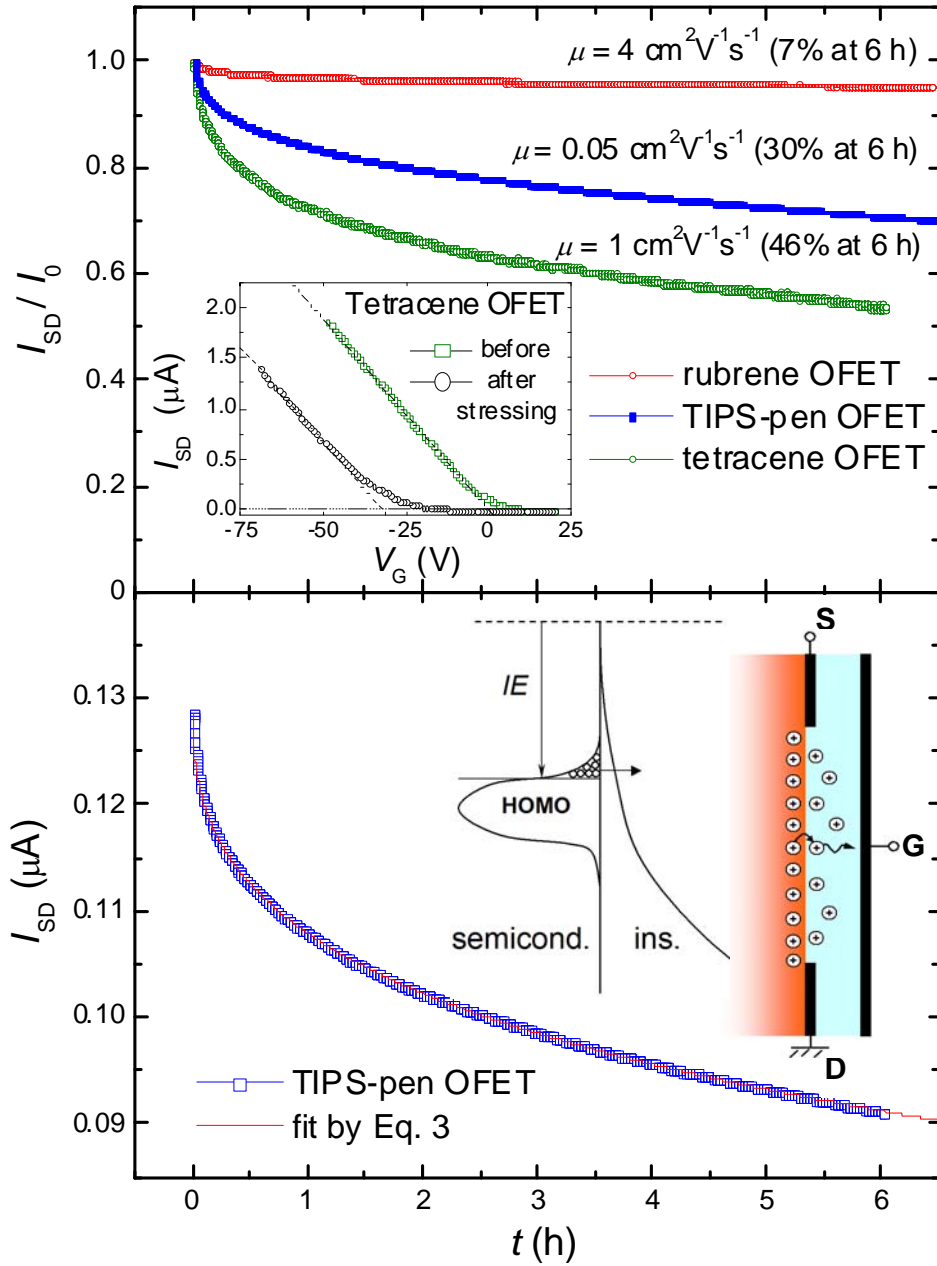 μ = 4 cm²V⁻¹s⁻¹ (7% at 6 h)
μ = 0.05 cm²V⁻¹s⁻¹ (30% at 6 h)
μ = 1 cm²V⁻¹s⁻¹ (46% at 6 h)
1.0
0.8
0.6
0.4
0.2
0
I_SD / I_0
Tetracene OFET
before
after
stressing
2.0
1.5
1.0
0.5
0.0
I_SD (μA)
-75 -50 -25 0 25
V_G (V)
rubrene OFET
TIPS-pen OFET
tetracene OFET
0.13
0.12
0.11
0.10
0.09
I_SD (μA)
IE
HOMO
semicond. ins.
S
G
D
TIPS-pen OFET
fit by Eq. 3
0 1 2 3 4 5 6
t (h)